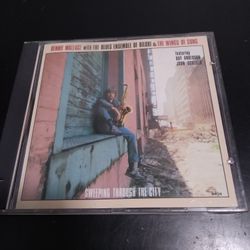 BENNIE WALLACE WITH THE BLUES ENSEMBLE OF BILOXI & THE WINGS OF SONG
featuring
RAY ANDERSON
JOHN SCOFIELD
SWEEPING THROUGH THE CITY